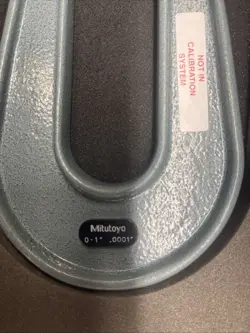 NOT IN
CALIBRATION
SYSTEM
Mitutoyo
0-1" .0001"